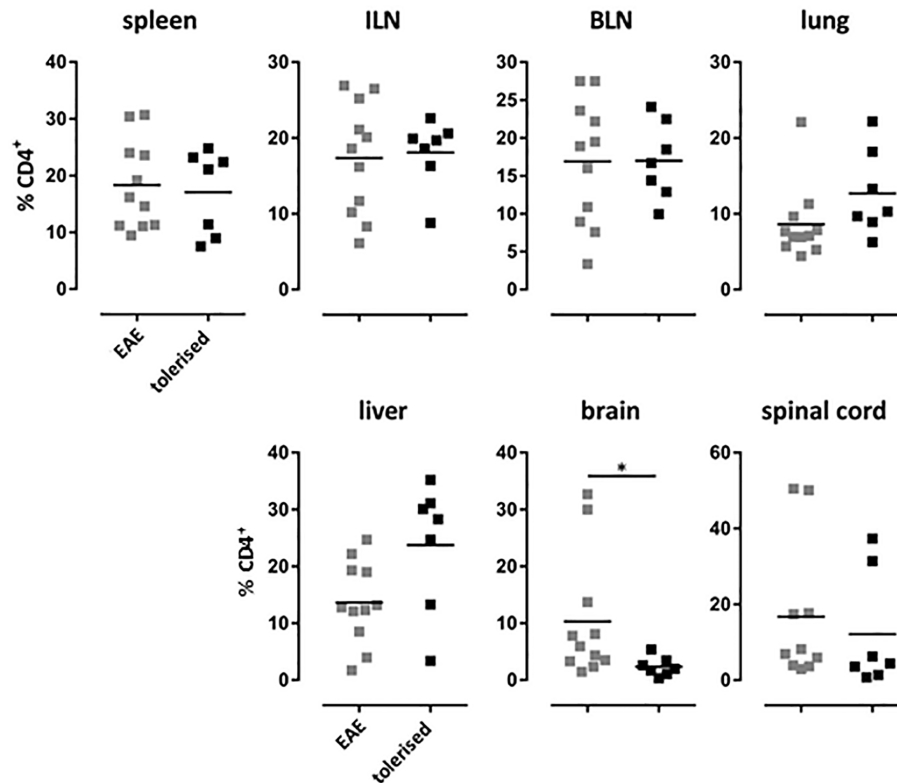 spleen ILN BLN lung
% CD4⁺
40 30 20 10 0
30 20 10 0
30 25 20 15 10 5 0
30 20 10 0
EAE tolerised
liver brain spinal cord
% CD4⁺
40 30 20 10 0
40 30 20 10 0
60 40 20 0
*
EAE tolerised